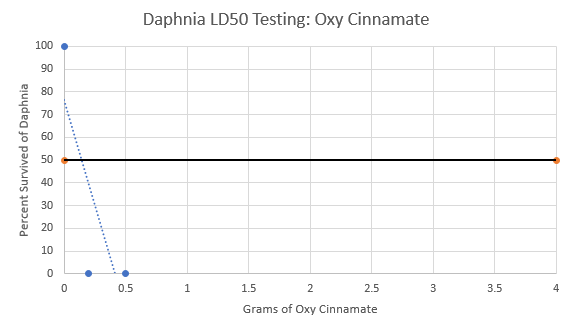 Daphnia LD50 Testing: Oxy Cinnamate
Percent Survived of Daphnia
100
90
80
70
60
50
40
30
20
10
0
0 0.5 1 1.5 2 2.5 3 3.5 4
Grams of Oxy Cinnamate